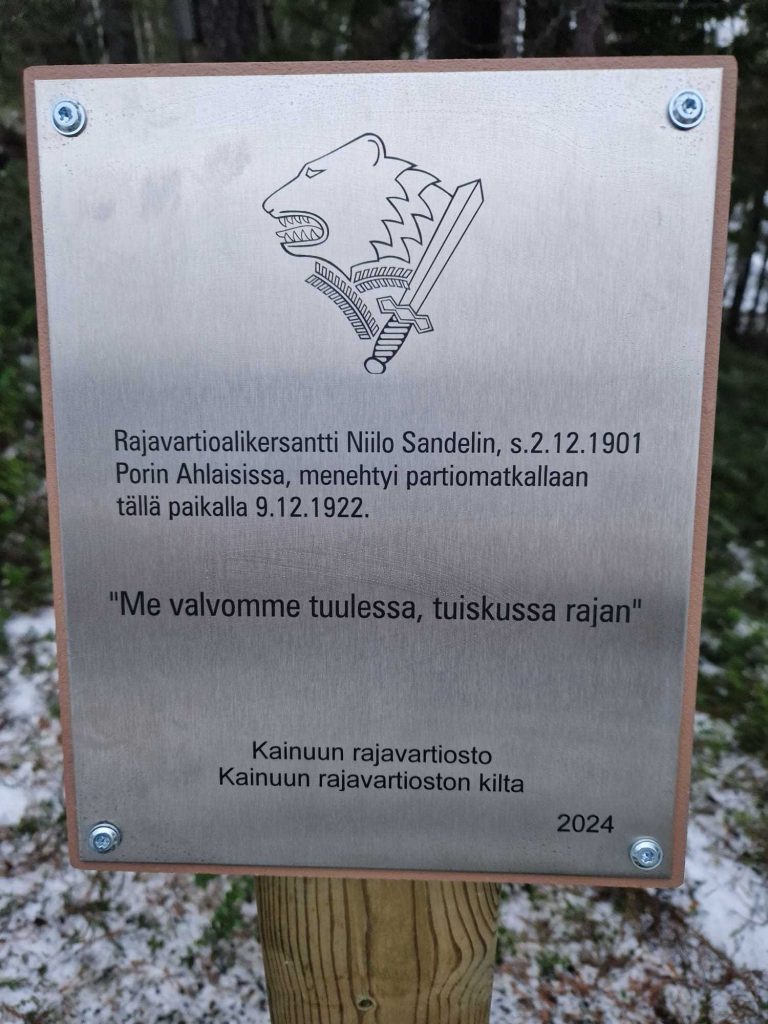 Rajavartioalikersantti Niilo Sandelin, s.2.12.1901
Porin Ahlaisissa, menehtyi partiomatkallaan
tällä paikalla 9.12.1922.
"Me valvomme tuulessa, tuiskussa rajan"
Kainuun rajavartiosto
Kainuun rajavartioston kilta
2024